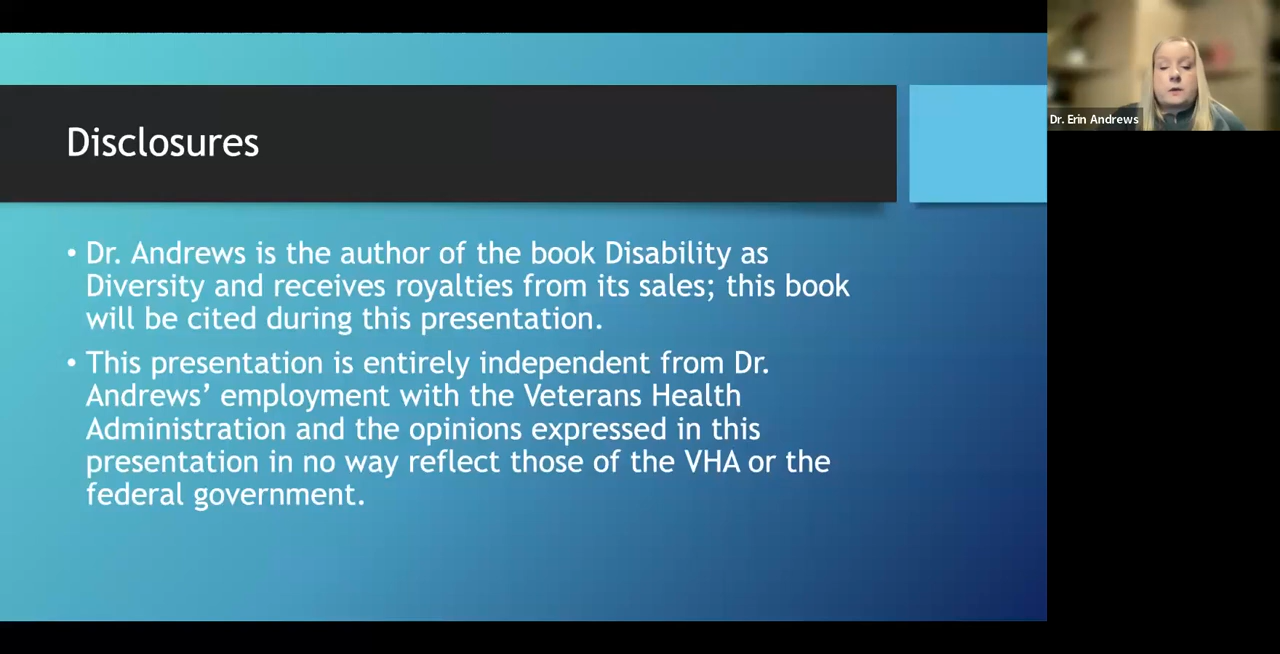 Disclosures
• Dr. Andrews is the author of the book Disability as
Diversity and receives royalties from its sales; this book
will be cited during this presentation.
• This presentation is entirely independent from Dr.
Andrews’ employment with the Veterans Health
Administration and the opinions expressed in this
presentation in no way reflect those of the VHA or the
federal government.
Dr. Erin Andrews